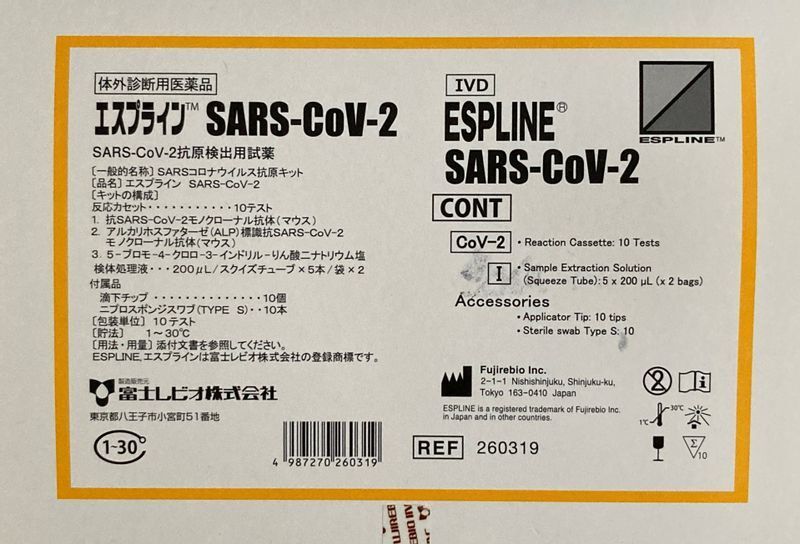 体外診断用医薬品
エスプライン™ SARS-CoV-2
SARS-CoV-2抗原検出用試薬
〔一般的名称〕SARSコロナウイルス抗原キット
〔品名〕エスプライン SARS-CoV-2
〔キットの構成〕
反応カセット・・・・・・・・・・・10テスト
1. 抗SARS-CoV-2モノクローナル抗体(マウス)
2. アルカリホスファターゼ(ALP)標識抗SARS-CoV-2
モノクローナル抗体(マウス)
3. 5-ブロモ-4-クロロ-3-インドリル-りん酸二ナトリウム塩
検体処理液・・・200μL/スクイズチューブ×5本/袋×2
付属品
滴下チップ・・・・・・・・・・・・・・10個
ニプロスポンジスワブ(TYPE S)・・10本
〔包装単位〕10テスト
〔貯法〕 1~30℃
〔用法・用量〕添付文書を参照してください。
ESPLINE,エスプラインは富士レビオ株式会社の登録商標です。
製造販売元
富士レビオ株式会社
東京都八王子市小宮町51番地
1~30°
4 987270 260319
IVD
ESPLINE®
SARS-CoV-2
ESPLINE™
CONT
CoV-2 • Reaction Cassette: 10 Tests
I • Sample Extraction Solution
(Squeeze Tube): 5 x 200 μL (x 2 bags)
Accessories
• Applicator Tip: 10 tips
• Sterile swab Type S: 10
Fujirebio Inc.
2-1-1 Nishishinjuku, Shinjuku-ku,
Tokyo 163-0410 Japan
ESPLINE is a registered trademark of Fujirebio Inc.
in Japan and in other countries.
REF 260319
2
i
1℃ 30℃
Σ
10